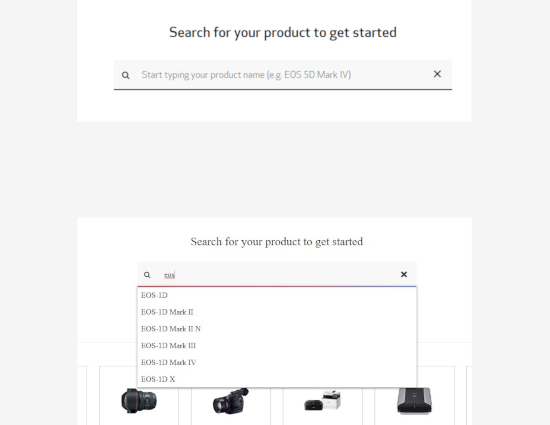 Search for your product to get started
Start typing your product name (e.g. EOS 5D Mark IV)
Search for your product to get started
eos
EOS-1D
EOS-1D Mark II
EOS-1D Mark II N
EOS-1D Mark III
EOS-1D Mark IV
EOS-1D X